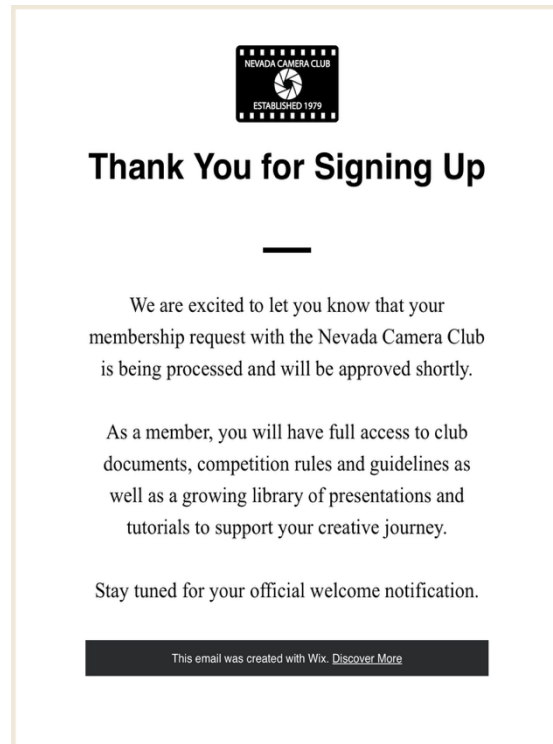 NEVADA CAMERA CLUB
ESTABLISHED 1979
Thank You for Signing Up
We are excited to let you know that your
membership request with the Nevada Camera Club
is being processed and will be approved shortly.
As a member, you will have full access to club
documents, competition rules and guidelines as
well as a growing library of presentations and
tutorials to support your creative journey.
Stay tuned for your official welcome notification.
This email was created with Wix. Discover More